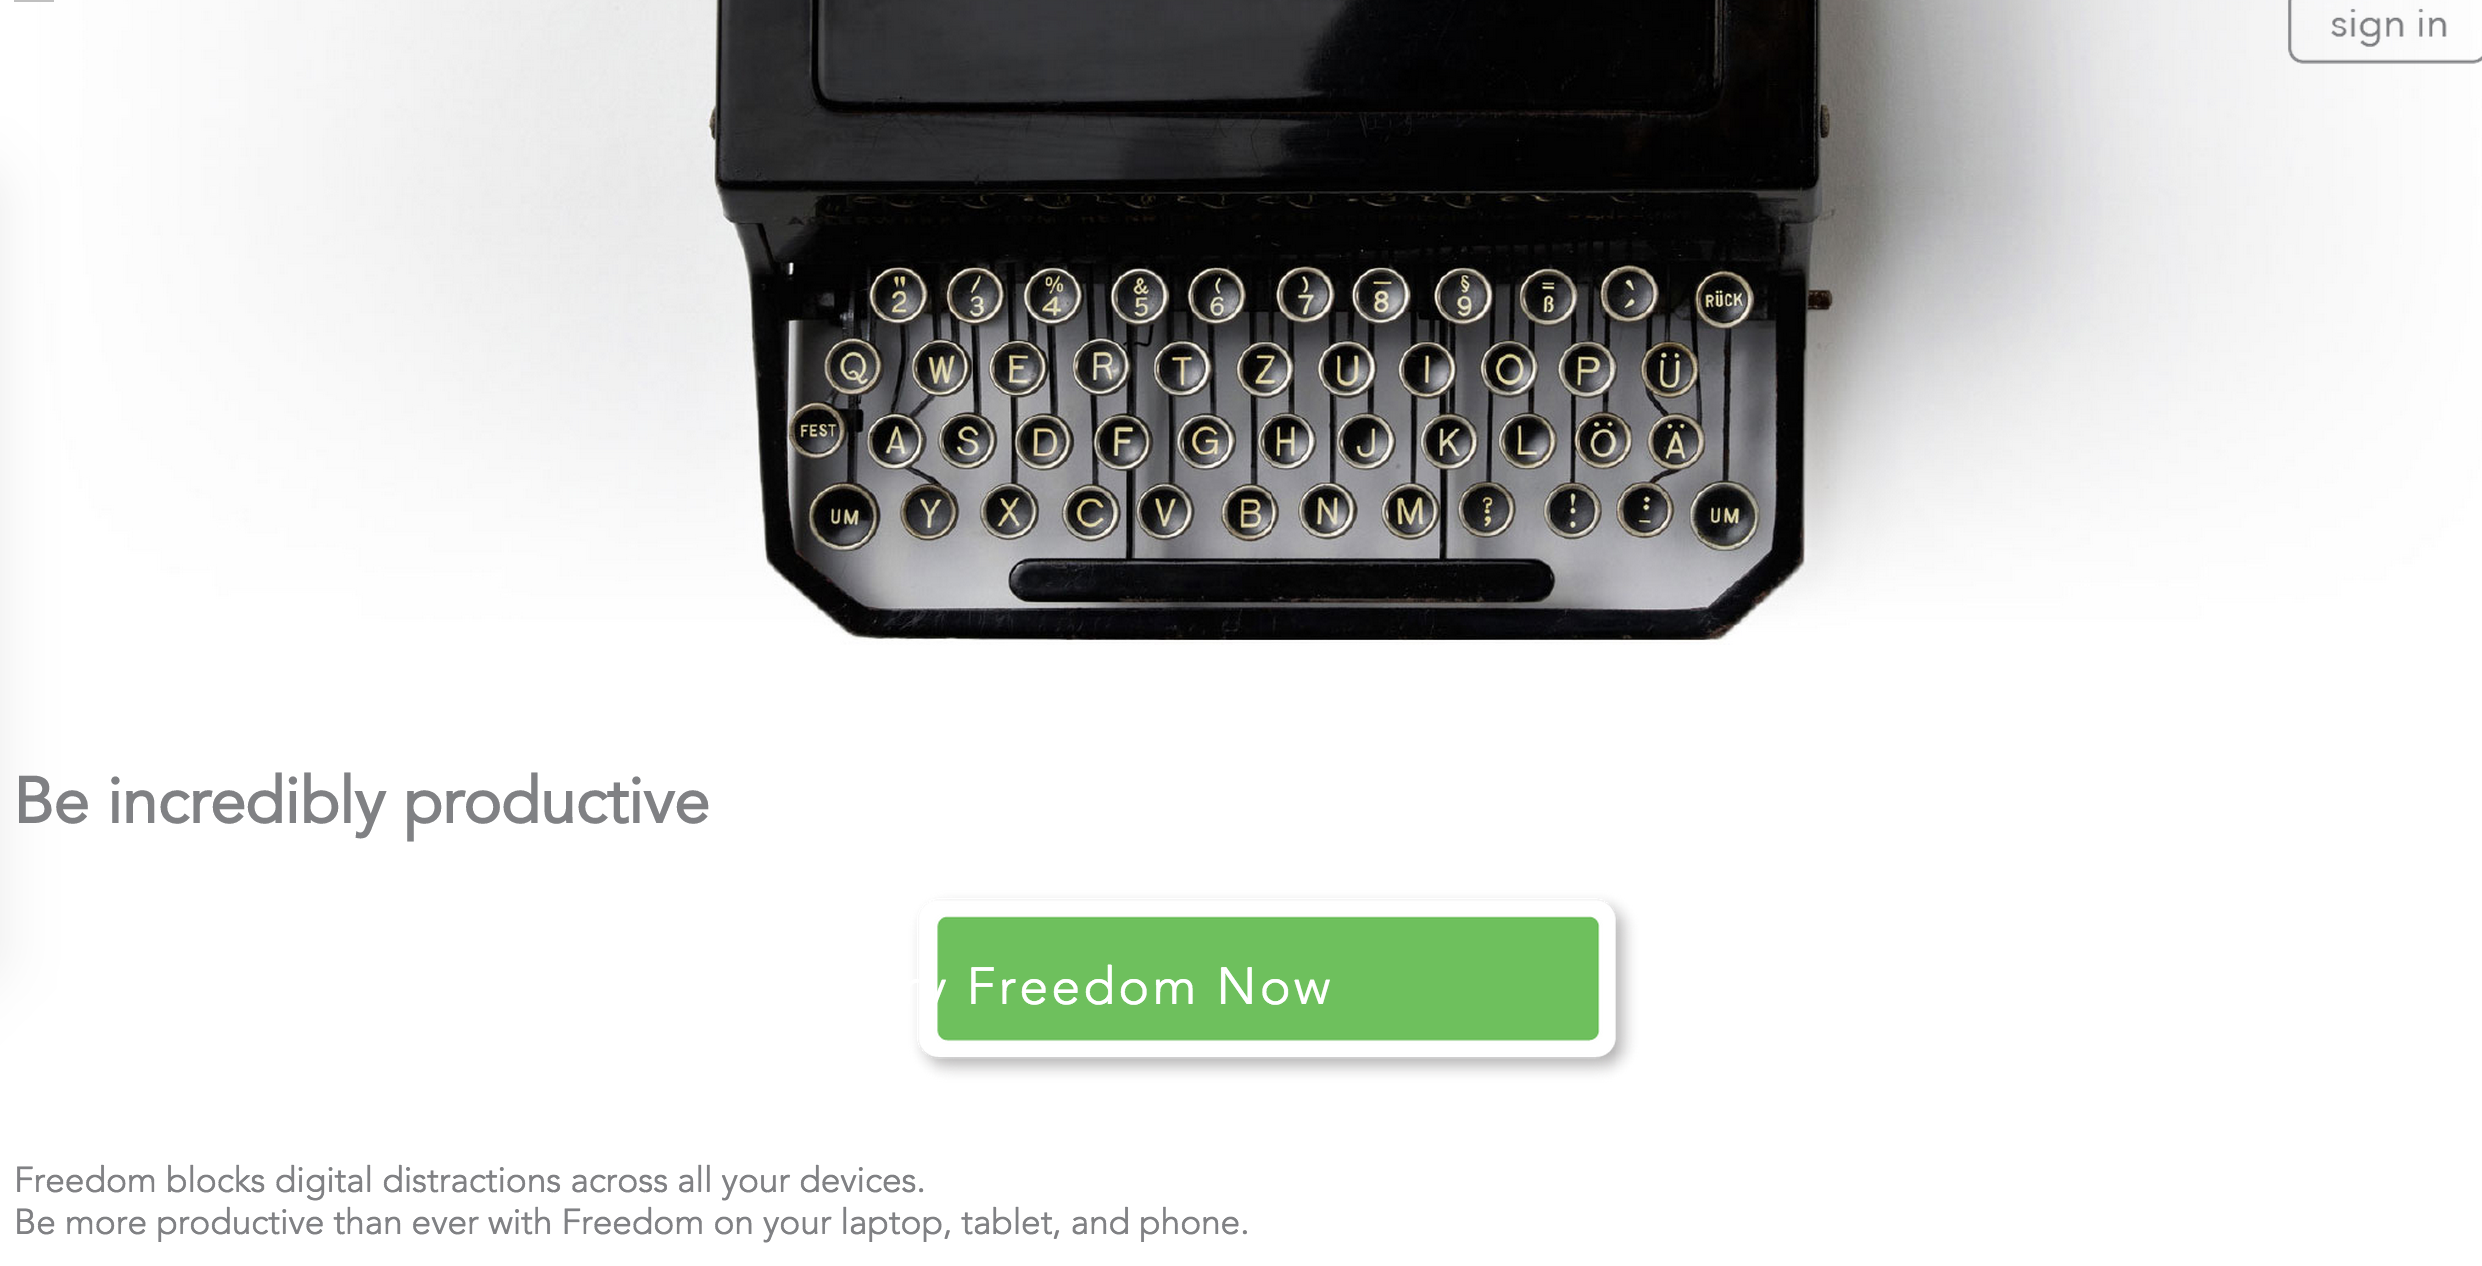 sign in
" 2 / 3 % 4 & 5 ( 6 ) 7 _ 8 § 9 = ß RÜCK
Q W E R T Z U I O P Ü
FEST A S D F G H J K L Ö Ä
UM Y X C V B N M ? ; ! . : - UM
Be incredibly productive
Freedom Now
Freedom blocks digital distractions across all your devices.
Be more productive than ever with Freedom on your laptop, tablet, and phone.